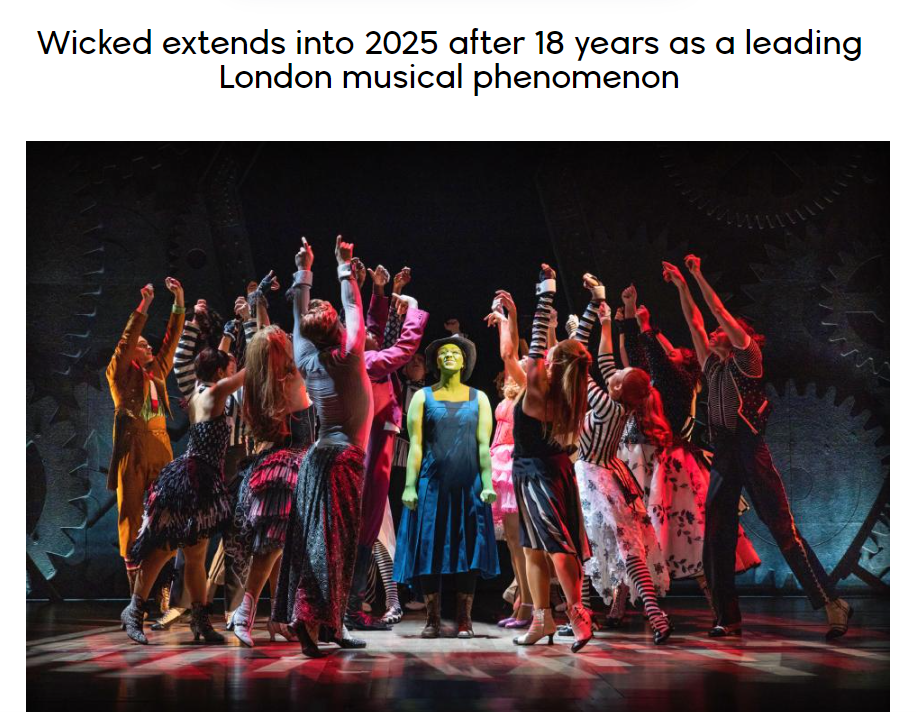 Wicked extends into 2025 after 18 years as a leading
London musical phenomenon